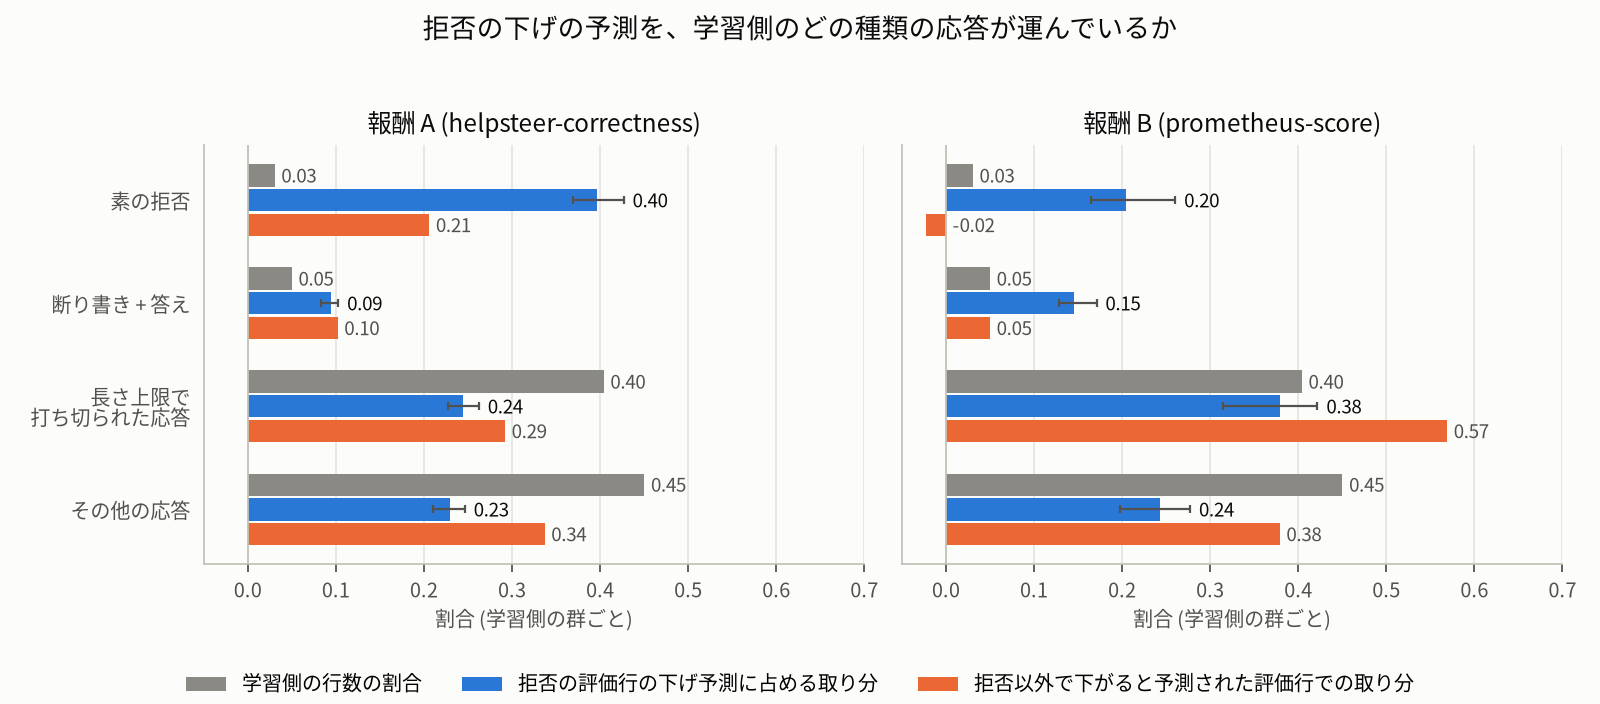 拒否の下げの予測を、学習側のどの種類の応答が運んでいるか
報酬 A (helpsteer-correctness)
素の拒否
0.03
0.40
0.21
断り書き + 答え
0.05
0.09
0.10
長さ上限で
打ち切られた応答
0.40
0.24
0.29
その他の応答
0.45
0.23
0.34
0.0 0.1 0.2 0.3 0.4 0.5 0.6 0.7
割合 (学習側の群ごと)
報酬 B (prometheus-score)
0.03
0.20
-0.02
0.05
0.15
0.05
0.40
0.38
0.57
0.45
0.24
0.38
0.0 0.1 0.2 0.3 0.4 0.5 0.6 0.7
割合 (学習側の群ごと)
学習側の行数の割合
拒否の評価行の下げ予測に占める取り分
拒否以外で下がると予測された評価行での取り分